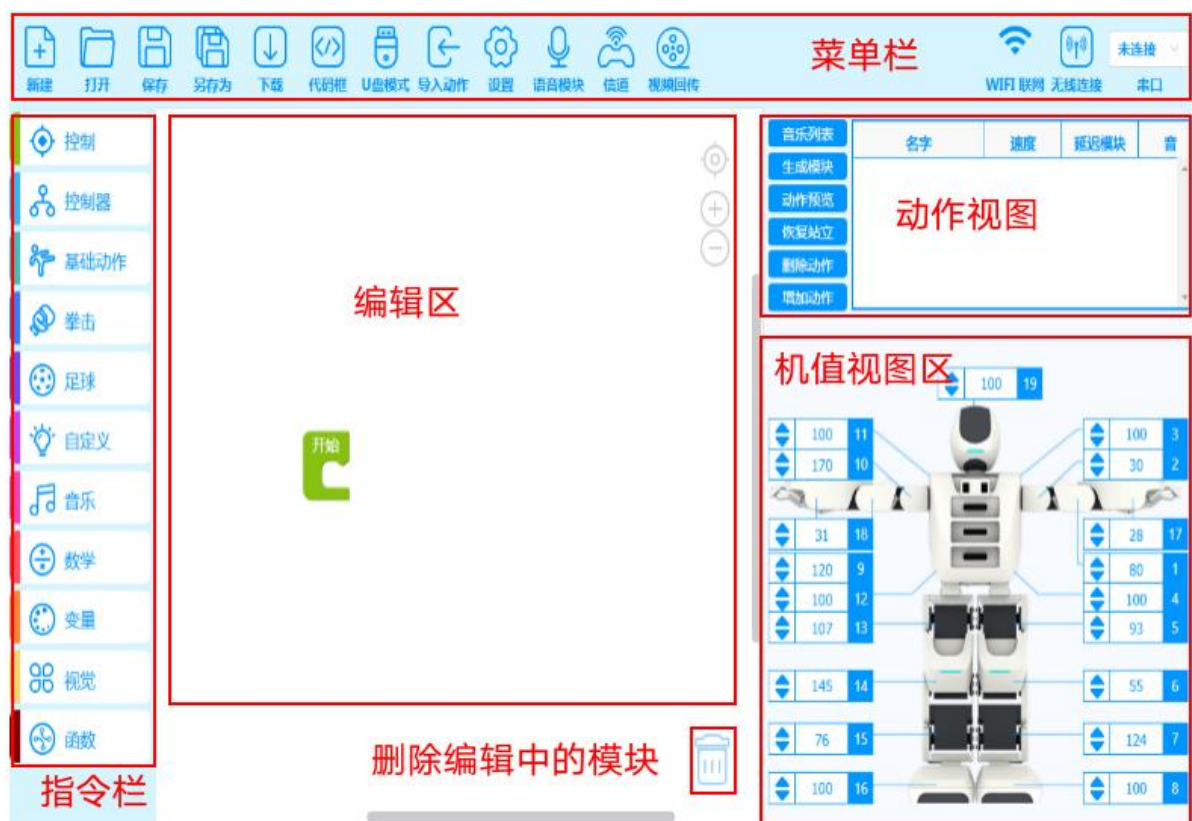 新建 打开 保存 另存为 下载 代码框 U盘模式 导入动作 设置 语音模块 信道 视频回传 菜单栏 WIFI 联网 无线连接 未连接 串口
控制
控制器
基础动作
拳击
足球
自定义
音乐
数学
变量
视觉
函数
指令栏
编辑区
开始
删除编辑中的模块
音乐列表
生成模块
动作预览
恢复站立
删除动作
增加动作
名字 速度 延迟模块 音
动作视图
机值视图区
100 19
100 11 100 3
170 10 30 2
31 18 28 17
120 9 80 1
100 12 100 4
107 13 93 5
145 14 55 6
76 15 124 7
100 16 100 8